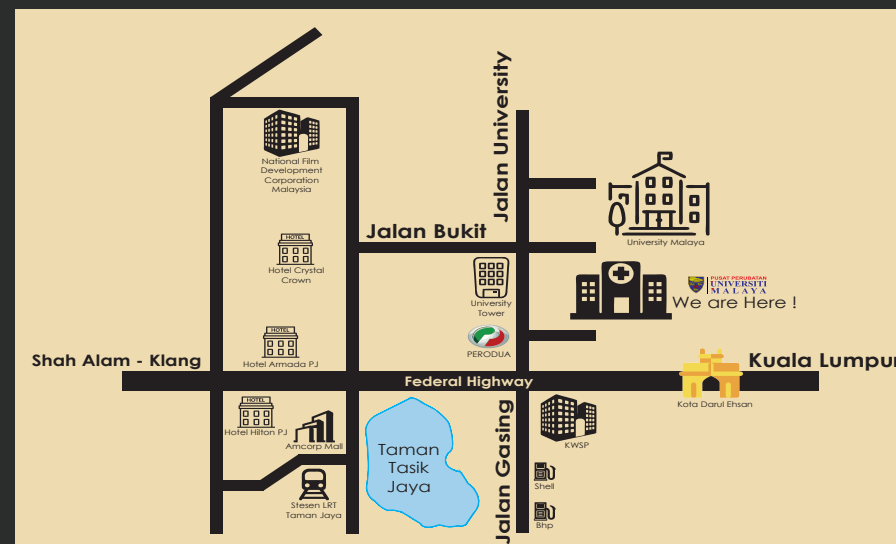 Jalan University
National Film
Development
Corporation
Malaysia
Jalan Bukit
University Malaya
HOTEL
Hotel Crystal
Crown
University
Tower
PUSAT PERUBATAN
UNIVERSITI
MALAYA
We are Here !
HOTEL
Hotel Armada PJ
PERODUA
Shah Alam - Klang
Kuala Lumpur
Federal Highway
Kota Darul Ehsan
HOTEL
Hotel Hilton PJ
Amcorp Mall
Taman
Tasik
Jaya
Jalan Gasing
KWSP
Shell
Stesen LRT
Taman Jaya
Bhp